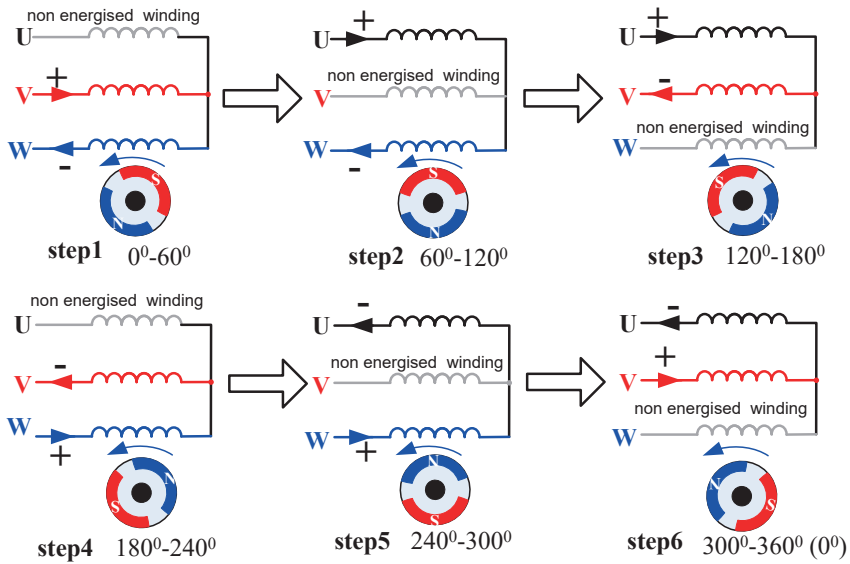 non energised winding
U
+
V
W
-
S
N
step1 0⁰-60⁰
+
U
non energised winding
V
W
-
S
N
step2 60⁰-120⁰
+
U
-
V
non energised winding
W
S
N
step3 120⁰-180⁰
non energised winding
U
-
V
W
+
N
S
step4 180⁰-240⁰
-
U
non energised winding
V
W
+
N
S
step5 240⁰-300⁰
-
U
+
V
non energised winding
W
N
S
step6 300⁰-360⁰ (0⁰)